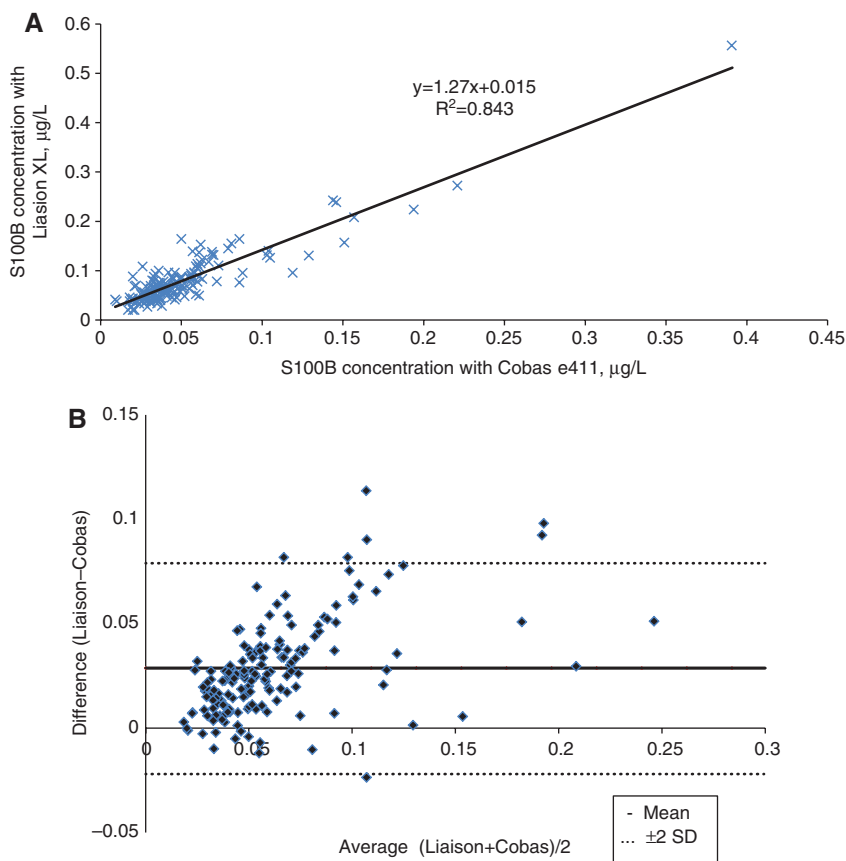 A
S100B concentration with
Liasion XL, µg/L
0.6
0.5
0.4
0.3
0.2
0.1
0
y=1.27x+0.015
R²=0.843
0
0.05
0.1
0.15
0.2
0.25
0.3
0.35
0.4
0.45
S100B concentration with Cobas e411, µg/L
B
Difference (Liaison–Cobas)
0.15
0.1
0.05
0
–0.05
0
0.05
0.1
0.15
0.2
0.25
0.3
Average (Liaison+Cobas)/2
- Mean
... ±2 SD